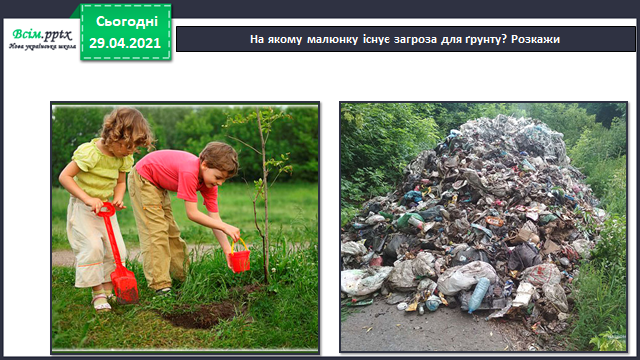 Всім.pptx
Нова українська школа
Сьогодні
29.04.2021
На якому малюнку існує загроза для ґрунту? Розкажи